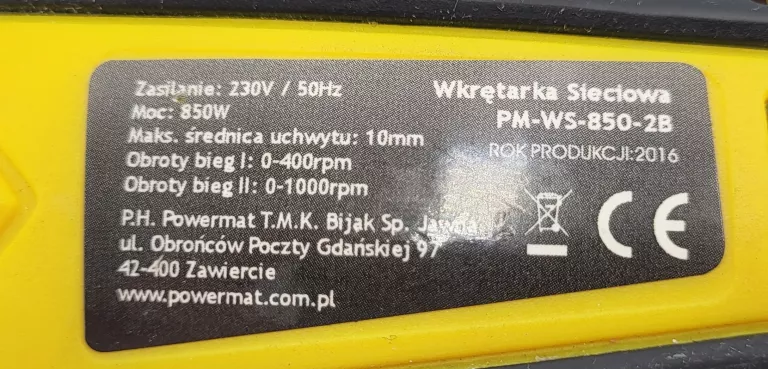 Zasilanie: 230V / 50Hz
Moc: 850W
Maks. średnica uchwytu: 10mm
Obroty bieg I: 0-400rpm
Obroty bieg II: 0-1000rpm
P.H. Powermat T.M.K. Bijak Sp. Jawna
ul. Obrońców Poczty Gdańskiej 97
42-400 Zawiercie
www.powermat.com.pl
Wkrętarka Sieciowa
PM-WS-850-2B
ROK PRODUKCJI:2016
CE